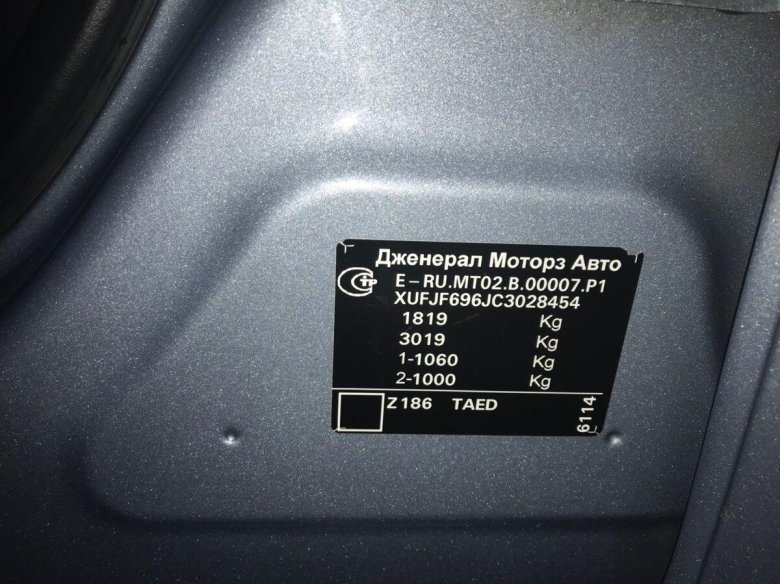 Дженерал Моторз Авто
E-RU.MT02.B.00007.P1
XUFJF696JC3028454
1819 Kg
3019 Kg
1-1060 Kg
2-1000 Kg
Z186 TAED
6114